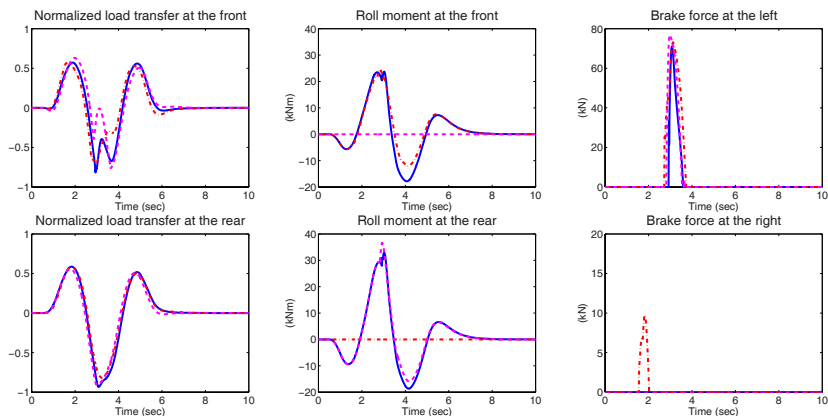 Normalized load transfer at the front
1
0.5
0
−0.5
−1
0 2 4 6 8 10
Time (sec)
Roll moment at the front
40
30
20
10
0
−10
−20
(kNm)
0 2 4 6 8 10
Time (sec)
Brake force at the left
80
60
40
20
0
(kN)
0 2 4 6 8 10
Time (sec)
Normalized load transfer at the rear
1
0.5
0
−0.5
−1
0 2 4 6 8 10
Time (sec)
Roll moment at the rear
40
30
20
10
0
−10
−20
(kNm)
0 2 4 6 8 10
Time (sec)
Brake force at the right
20
15
10
5
0
(kN)
0 2 4 6 8 10
Time (sec)